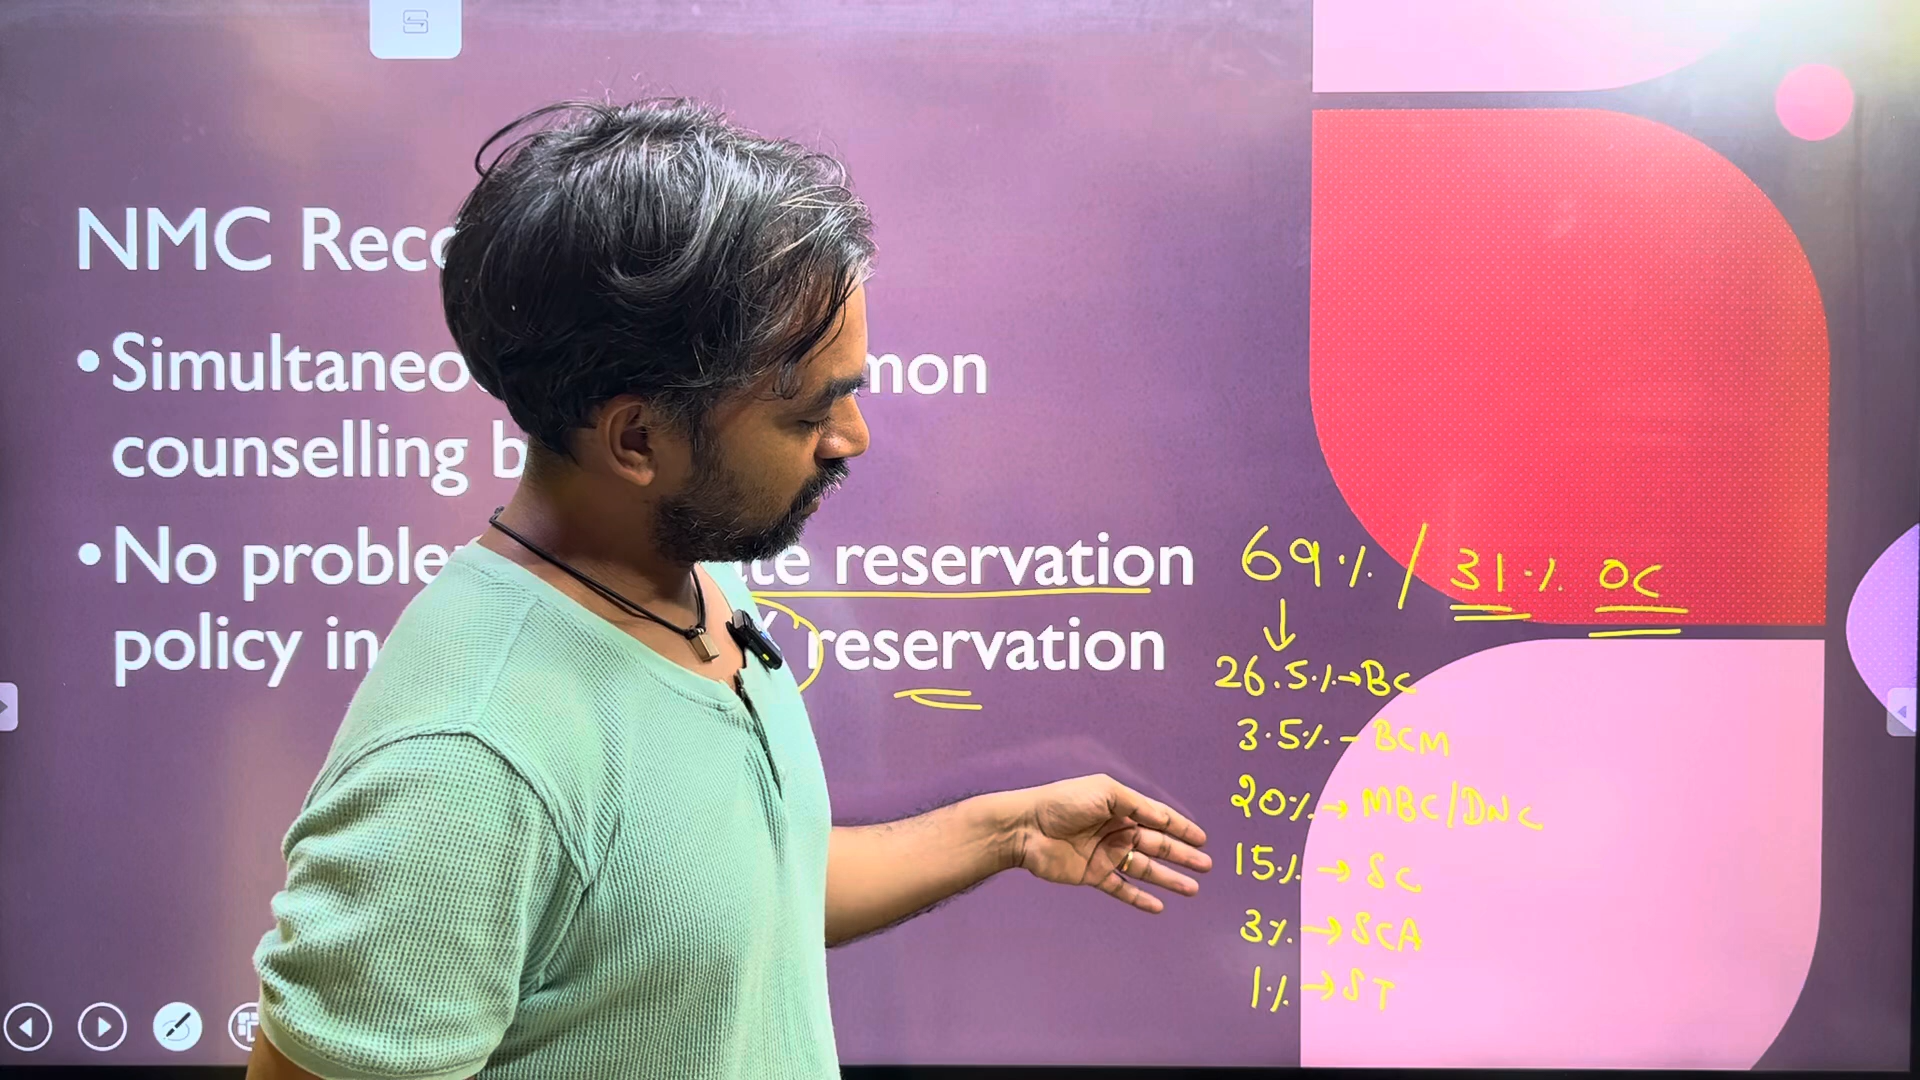 NMC
Simultaneo mon
counselling b
No proble te reservation
policy in reservation
69% / 31% OC
26.5% → BC
3.5% - BCM
20% → MBC/DNC
15% → SC
3% → SCA
1% → ST